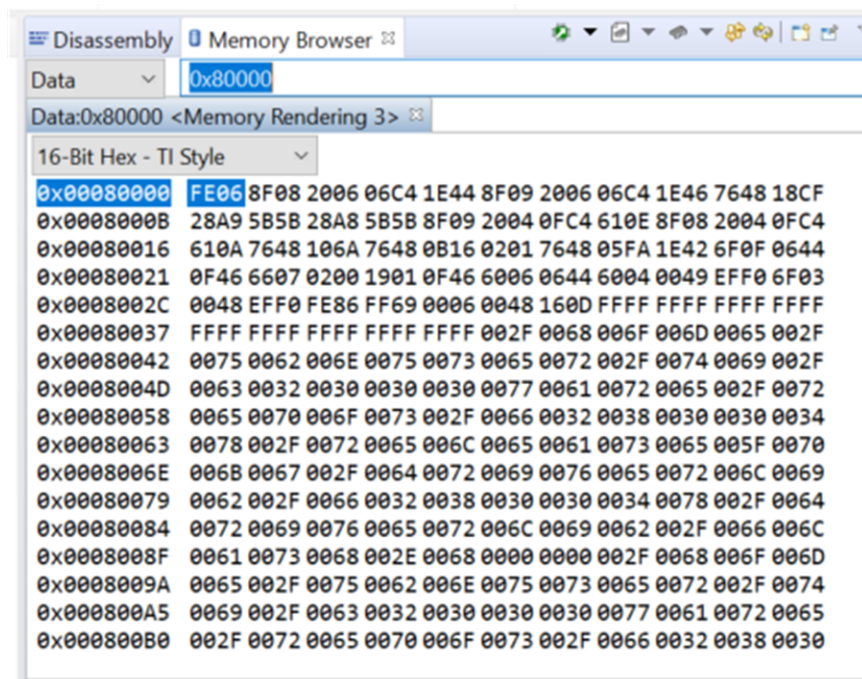 Disassembly Memory Browser
Data 0x80000
Data:0x80000 <Memory Rendering 3>
16-Bit Hex - TI Style
0x00080000 FE06 8F08 2006 06C4 1E44 8F09 2006 06C4 1E46 7648 18CF
0x0008000B 28A9 5B5B 28A8 5B5B 8F09 2004 0FC4 610E 8F08 2004 0FC4
0x00080016 610A 7648 106A 7648 0B16 0201 7648 05FA 1E42 6F0F 0644
0x00080021 0F46 6607 0200 1901 0F46 6006 0644 6004 0049 EFF0 6F03
0x0008002C 0048 EFF0 FE86 FF69 0006 0048 160D FFFF FFFF FFFF FFFF
0x00080037 FFFF FFFF FFFF FFFF FFFF 002F 0068 006F 006D 0065 002F
0x00080042 0075 0062 006E 0075 0073 0065 0072 002F 0074 0069 002F
0x0008004D 0063 0032 0030 0030 0030 0077 0061 0072 0065 002F 0072
0x00080058 0065 0070 006F 0073 002F 0066 0032 0038 0030 0030 0034
0x00080063 0078 002F 0072 0065 006C 0065 0061 0073 0065 005F 0070
0x0008006E 006B 0067 002F 0064 0072 0069 0076 0065 0072 006C 0069
0x00080079 0062 002F 0066 0032 0038 0030 0030 0034 0078 002F 0064
0x00080084 0072 0069 0076 0065 0072 006C 0069 0062 002F 0066 006C
0x0008008F 0061 0073 0068 002E 0068 0000 0000 002F 0068 006F 006D
0x0008009A 0065 002F 0075 0062 006E 0075 0073 0065 0072 002F 0074
0x000800A5 0069 002F 0063 0032 0030 0030 0030 0077 0061 0072 0065
0x000800B0 002F 0072 0065 0070 006F 0073 002F 0066 0032 0038 0030